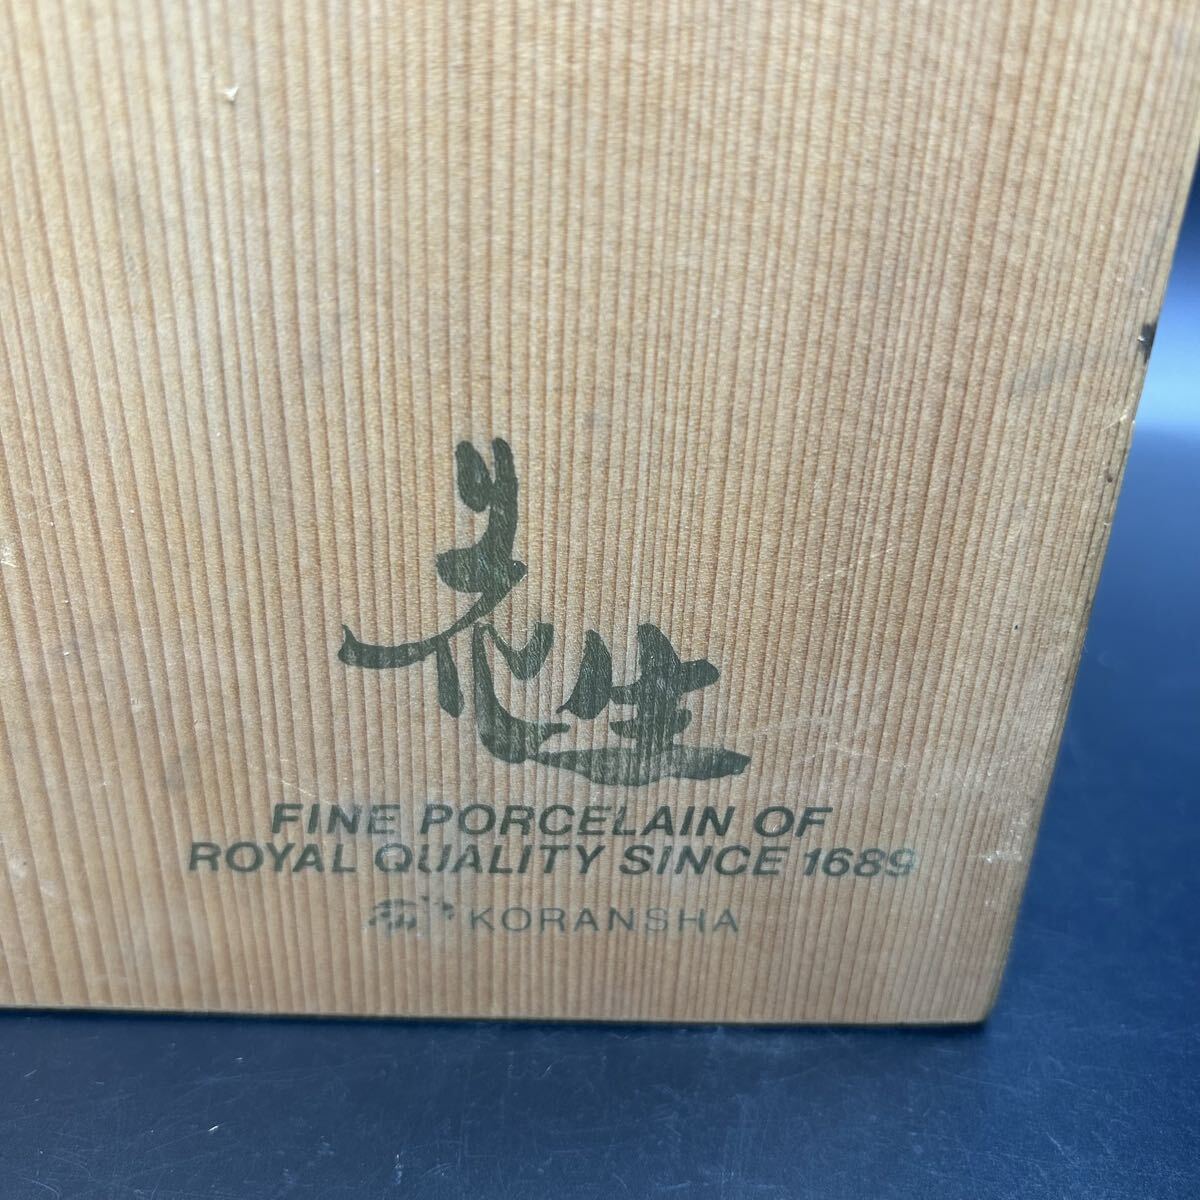 花生
FINE PORCELAIN OF
ROYAL QUALITY SINCE 1689
KORANSHA